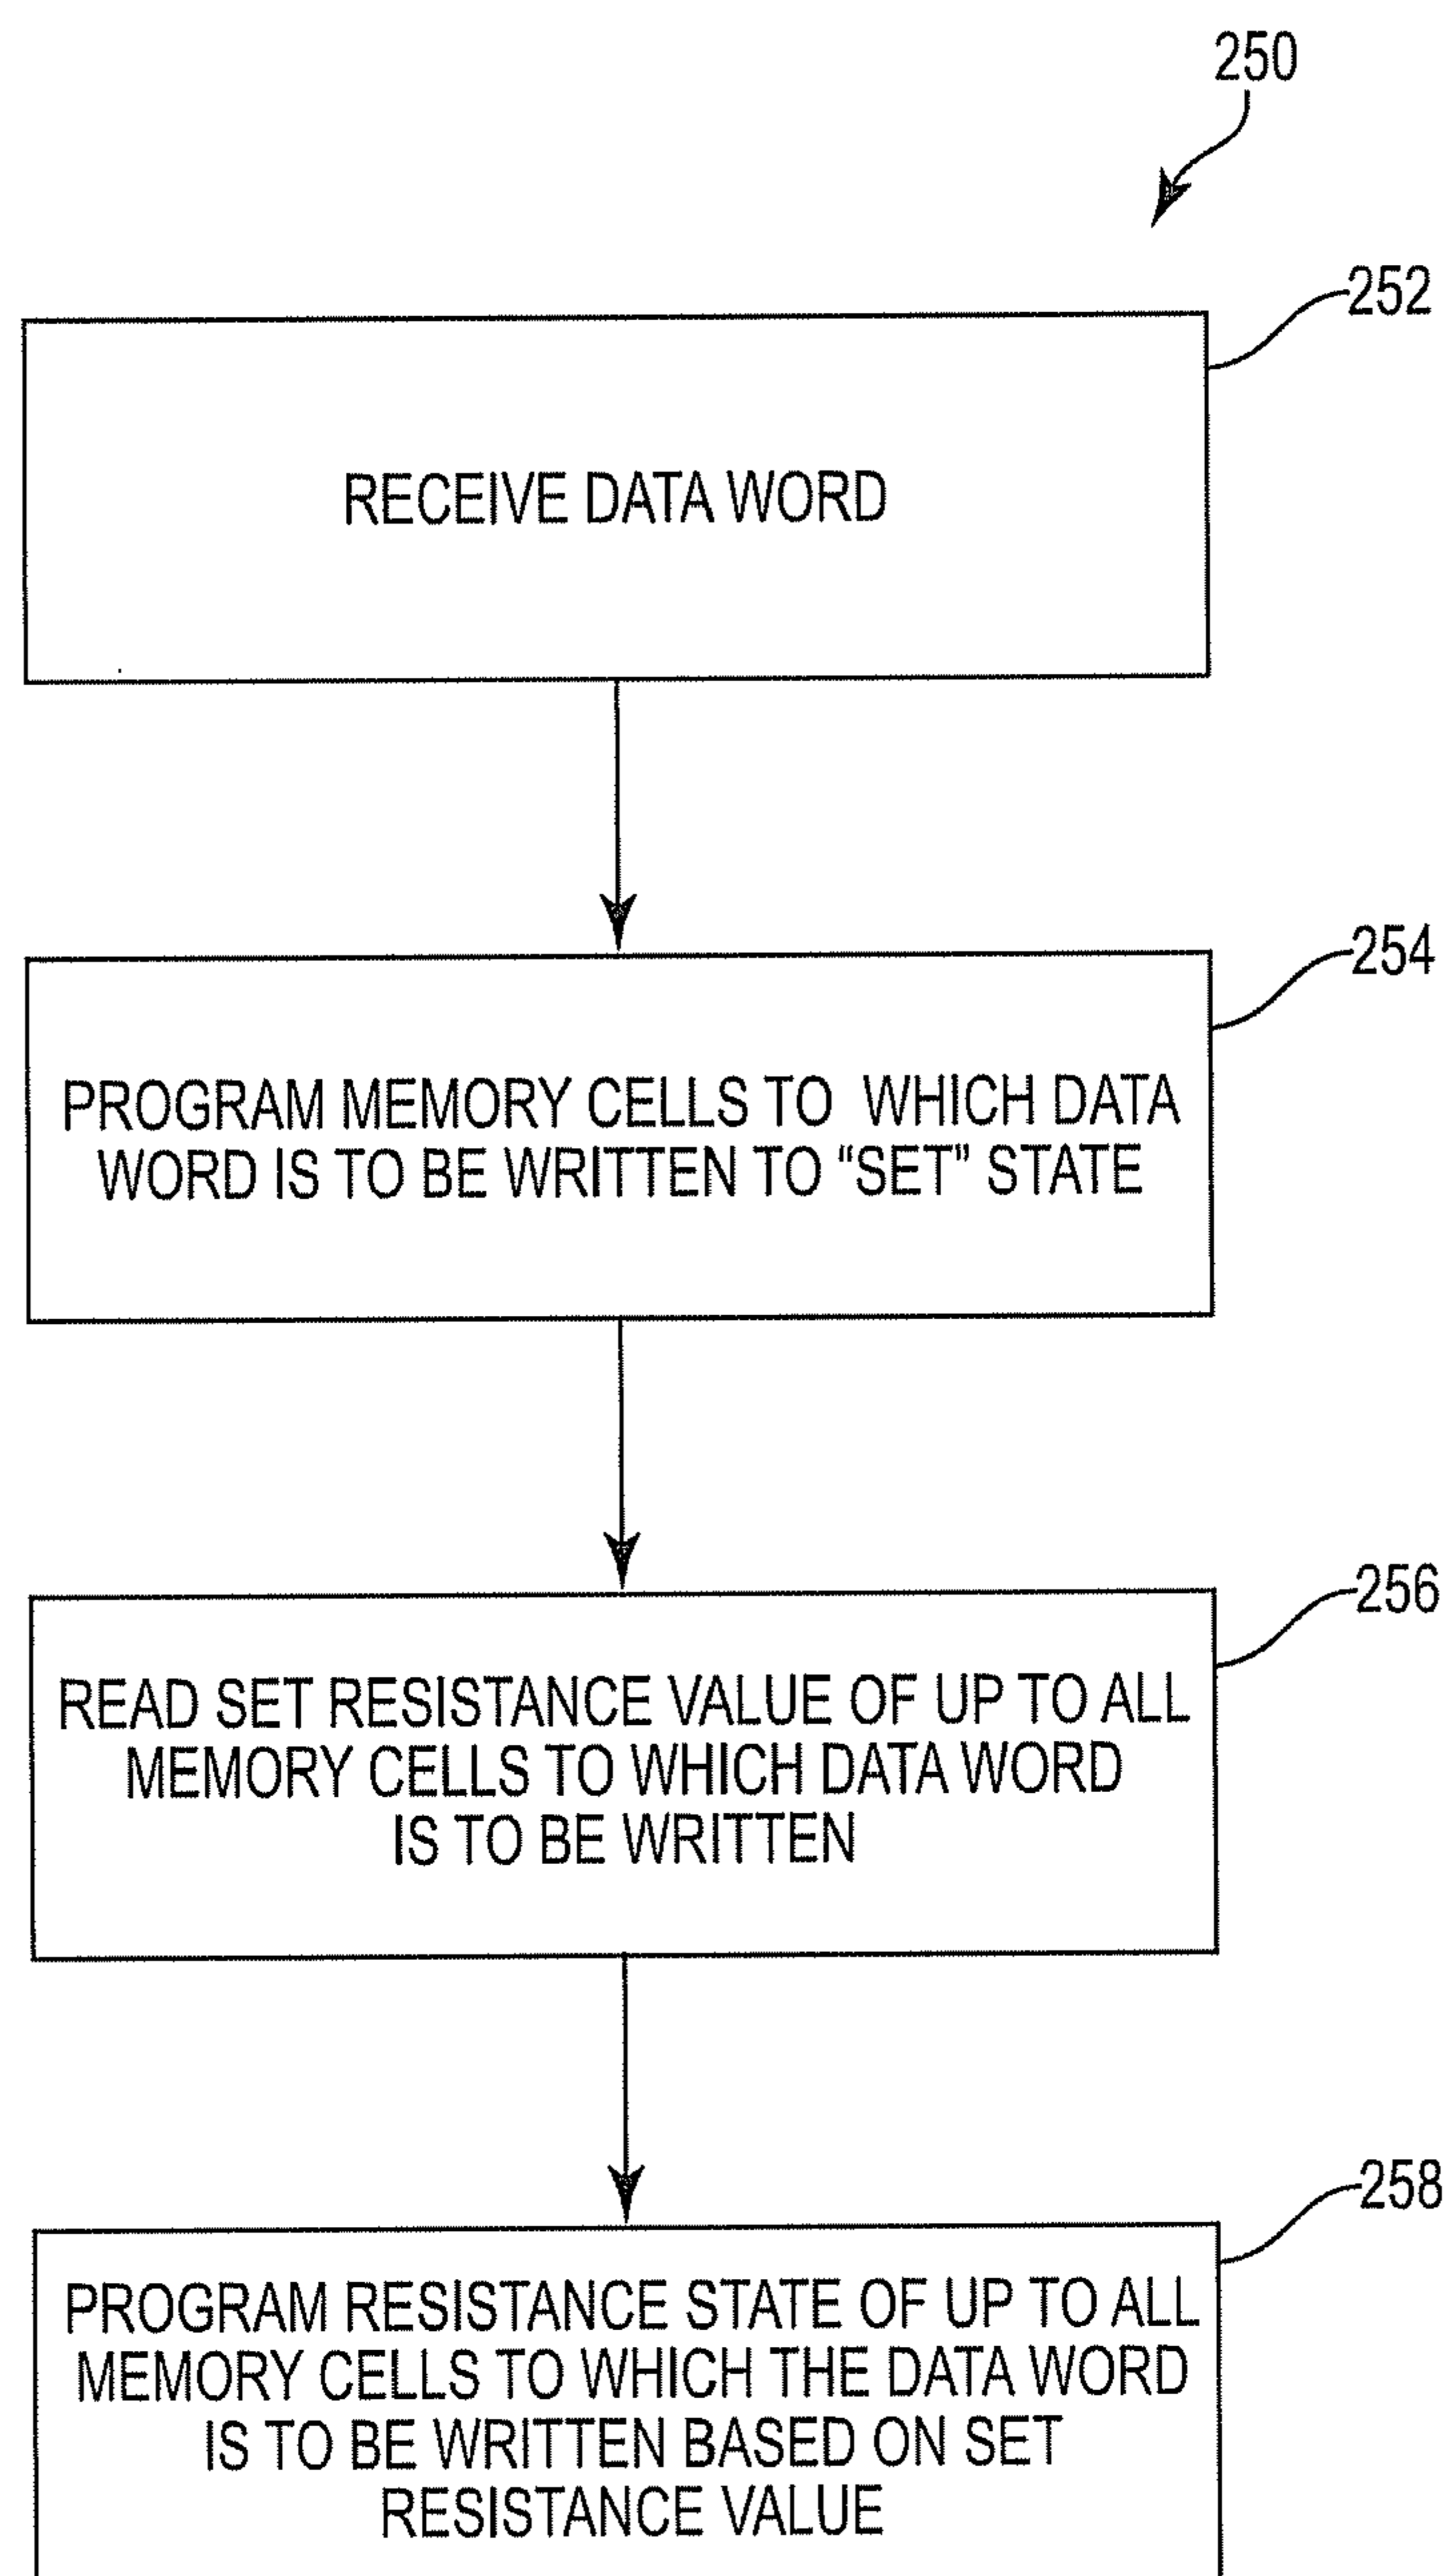 250
252
RECEIVE DATA WORD
254
PROGRAM MEMORY CELLS TO WHICH DATA
WORD IS TO BE WRITTEN TO “SET” STATE
256
READ SET RESISTANCE VALUE OF UP TO ALL
MEMORY CELLS TO WHICH DATA WORD
IS TO BE WRITTEN
258
PROGRAM RESISTANCE STATE OF UP TO ALL
MEMORY CELLS TO WHICH THE DATA WORD
IS TO BE WRITTEN BASED ON SET
RESISTANCE VALUE